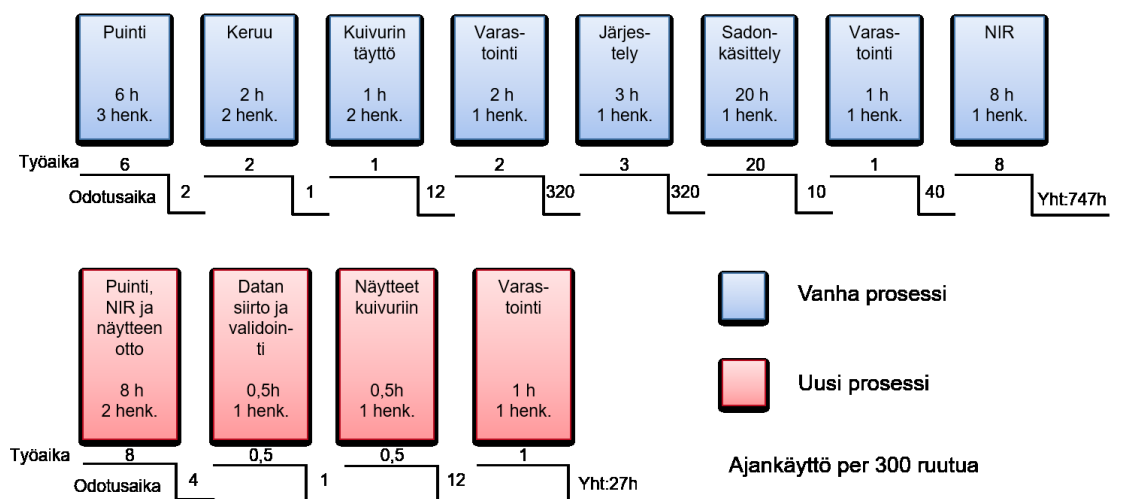 Puinti
6 h
3 henk.
Keruu
2 h
2 henk.
Kuivurin
täyttö
1 h
2 henk.
Varas-
tointi
2 h
1 henk.
Järjes-
tely
3 h
1 henk.
Sadon-
käsittely
20 h
1 henk.
Varas-
tointi
1 h
1 henk.
NIR
8 h
1 henk.
Työaika 6 2 1 2 3 20 1 8
Odotusaika 2 1 12 320 320 10 40 Yht:747h
Puinti,
NIR ja
näytteen
otto
8 h
2 henk.
Datan
siirto ja
validoin-
ti
0,5h
1 henk.
Näytteet
kuivuriin
0,5h
1 henk.
Varas-
tointi
1 h
1 henk.
Työaika 8 0,5 0,5 1
Odotusaika 4 1 12 Yht:27h
Vanha prosessi
Uusi prosessi
Ajankäyttö per 300 ruutua